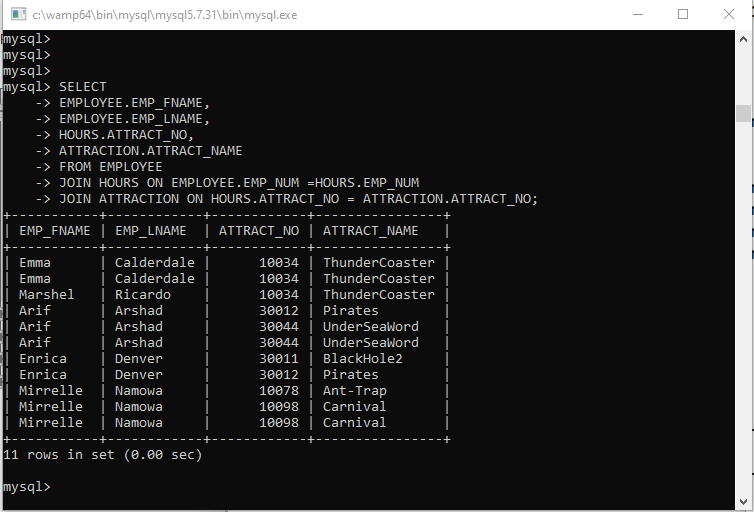 c:\wamp64\bin\mysql\mysql5.7.31\bin\mysql.exe
mysql>
mysql>
mysql>
mysql> SELECT
    -> EMPLOYEE.EMP_FNAME,
    -> EMPLOYEE.EMP_LNAME,
    -> HOURS.ATTRACT_NO,
    -> ATTRACTION.ATTRACT_NAME
    -> FROM EMPLOYEE
    -> JOIN HOURS ON EMPLOYEE.EMP_NUM =HOURS.EMP_NUM
    -> JOIN ATTRACTION ON HOURS.ATTRACT_NO = ATTRACTION.ATTRACT_NO;
+-----------+------------+------------+----------------+
| EMP_FNAME | EMP_LNAME  | ATTRACT_NO | ATTRACT_NAME   |
+-----------+------------+------------+----------------+
| Emma      | Calderdale |      10034 | ThunderCoaster |
| Emma      | Calderdale |      10034 | ThunderCoaster |
| Marshel   | Ricardo    |      10034 | ThunderCoaster |
| Arif      | Arshad     |      30012 | Pirates        |
| Arif      | Arshad     |      30044 | UnderSeaWord   |
| Arif      | Arshad     |      30044 | UnderSeaWord   |
| Enrica    | Denver     |      30011 | BlackHole2     |
| Enrica    | Denver     |      30012 | Pirates        |
| Mirrelle  | Namowa     |      10078 | Ant-Trap       |
| Mirrelle  | Namowa     |      10098 | Carnival       |
| Mirrelle  | Namowa     |      10098 | Carnival       |
+-----------+------------+------------+----------------+
11 rows in set (0.00 sec)
mysql>